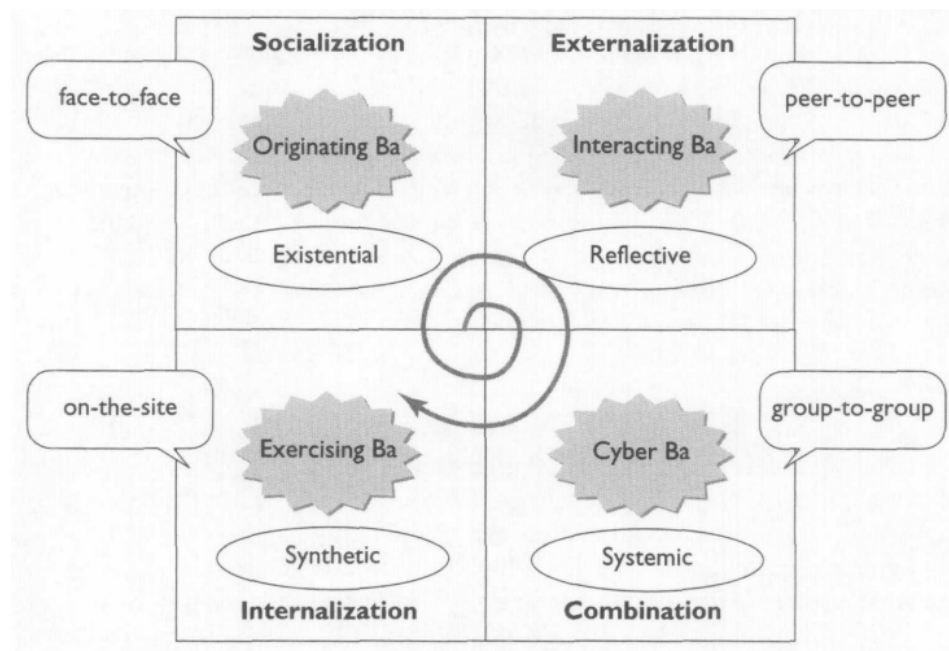 Socialization
Externalization
face-to-face
peer-to-peer
Originating Ba
Interacting Ba
Existential
Reflective
on-the-site
group-to-group
Exercising Ba
Cyber Ba
Synthetic
Systemic
Internalization
Combination